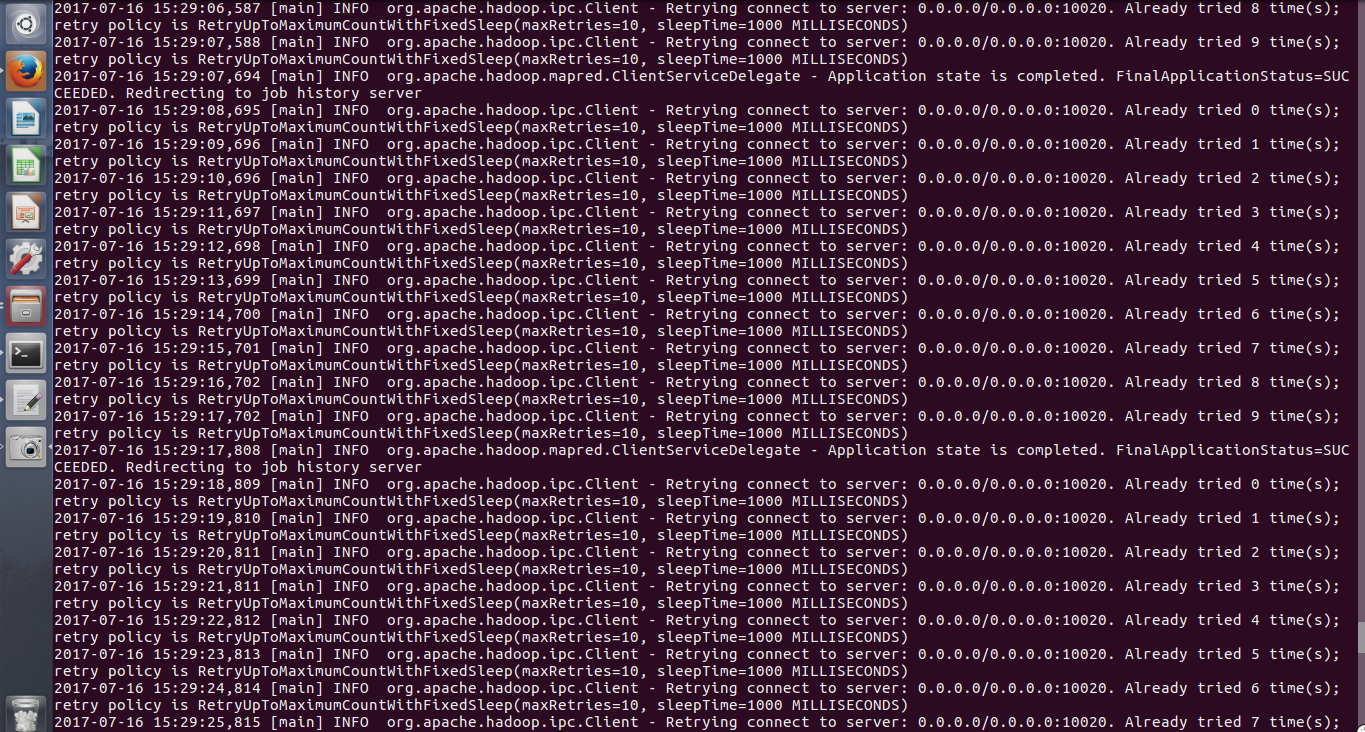 2017-07-16 15:29:06,587 [main] INFO  org.apache.hadoop.ipc.Client - Retrying connect to server: 0.0.0.0/0.0.0.0:10020. Already tried 8 time(s);
retry policy is RetryUpToMaximumCountWithFixedSleep(maxRetries=10, sleepTime=1000 MILLISECONDS)
2017-07-16 15:29:07,588 [main] INFO  org.apache.hadoop.ipc.Client - Retrying connect to server: 0.0.0.0/0.0.0.0:10020. Already tried 9 time(s);
retry policy is RetryUpToMaximumCountWithFixedSleep(maxRetries=10, sleepTime=1000 MILLISECONDS)
2017-07-16 15:29:07,694 [main] INFO  org.apache.hadoop.mapred.ClientServiceDelegate - Application state is completed. FinalApplicationStatus=SUC
CEEDED. Redirecting to job history server
2017-07-16 15:29:08,695 [main] INFO  org.apache.hadoop.ipc.Client - Retrying connect to server: 0.0.0.0/0.0.0.0:10020. Already tried 0 time(s);
retry policy is RetryUpToMaximumCountWithFixedSleep(maxRetries=10, sleepTime=1000 MILLISECONDS)
2017-07-16 15:29:09,696 [main] INFO  org.apache.hadoop.ipc.Client - Retrying connect to server: 0.0.0.0/0.0.0.0:10020. Already tried 1 time(s);
retry policy is RetryUpToMaximumCountWithFixedSleep(maxRetries=10, sleepTime=1000 MILLISECONDS)
2017-07-16 15:29:10,696 [main] INFO  org.apache.hadoop.ipc.Client - Retrying connect to server: 0.0.0.0/0.0.0.0:10020. Already tried 2 time(s);
retry policy is RetryUpToMaximumCountWithFixedSleep(maxRetries=10, sleepTime=1000 MILLISECONDS)
2017-07-16 15:29:11,697 [main] INFO  org.apache.hadoop.ipc.Client - Retrying connect to server: 0.0.0.0/0.0.0.0:10020. Already tried 3 time(s);
retry policy is RetryUpToMaximumCountWithFixedSleep(maxRetries=10, sleepTime=1000 MILLISECONDS)
2017-07-16 15:29:12,698 [main] INFO  org.apache.hadoop.ipc.Client - Retrying connect to server: 0.0.0.0/0.0.0.0:10020. Already tried 4 time(s);
retry policy is RetryUpToMaximumCountWithFixedSleep(maxRetries=10, sleepTime=1000 MILLISECONDS)
2017-07-16 15:29:13,699 [main] INFO  org.apache.hadoop.ipc.Client - Retrying connect to server: 0.0.0.0/0.0.0.0:10020. Already tried 5 time(s);
retry policy is RetryUpToMaximumCountWithFixedSleep(maxRetries=10, sleepTime=1000 MILLISECONDS)
2017-07-16 15:29:14,700 [main] INFO  org.apache.hadoop.ipc.Client - Retrying connect to server: 0.0.0.0/0.0.0.0:10020. Already tried 6 time(s);
retry policy is RetryUpToMaximumCountWithFixedSleep(maxRetries=10, sleepTime=1000 MILLISECONDS)
2017-07-16 15:29:15,701 [main] INFO  org.apache.hadoop.ipc.Client - Retrying connect to server: 0.0.0.0/0.0.0.0:10020. Already tried 7 time(s);
retry policy is RetryUpToMaximumCountWithFixedSleep(maxRetries=10, sleepTime=1000 MILLISECONDS)
2017-07-16 15:29:16,702 [main] INFO  org.apache.hadoop.ipc.Client - Retrying connect to server: 0.0.0.0/0.0.0.0:10020. Already tried 8 time(s);
retry policy is RetryUpToMaximumCountWithFixedSleep(maxRetries=10, sleepTime=1000 MILLISECONDS)
2017-07-16 15:29:17,702 [main] INFO  org.apache.hadoop.ipc.Client - Retrying connect to server: 0.0.0.0/0.0.0.0:10020. Already tried 9 time(s);
retry policy is RetryUpToMaximumCountWithFixedSleep(maxRetries=10, sleepTime=1000 MILLISECONDS)
2017-07-16 15:29:17,808 [main] INFO  org.apache.hadoop.mapred.ClientServiceDelegate - Application state is completed. FinalApplicationStatus=SUC
CEEDED. Redirecting to job history server
2017-07-16 15:29:18,809 [main] INFO  org.apache.hadoop.ipc.Client - Retrying connect to server: 0.0.0.0/0.0.0.0:10020. Already tried 0 time(s);
retry policy is RetryUpToMaximumCountWithFixedSleep(maxRetries=10, sleepTime=1000 MILLISECONDS)
2017-07-16 15:29:19,810 [main] INFO  org.apache.hadoop.ipc.Client - Retrying connect to server: 0.0.0.0/0.0.0.0:10020. Already tried 1 time(s);
retry policy is RetryUpToMaximumCountWithFixedSleep(maxRetries=10, sleepTime=1000 MILLISECONDS)
2017-07-16 15:29:20,811 [main] INFO  org.apache.hadoop.ipc.Client - Retrying connect to server: 0.0.0.0/0.0.0.0:10020. Already tried 2 time(s);
retry policy is RetryUpToMaximumCountWithFixedSleep(maxRetries=10, sleepTime=1000 MILLISECONDS)
2017-07-16 15:29:21,811 [main] INFO  org.apache.hadoop.ipc.Client - Retrying connect to server: 0.0.0.0/0.0.0.0:10020. Already tried 3 time(s);
retry policy is RetryUpToMaximumCountWithFixedSleep(maxRetries=10, sleepTime=1000 MILLISECONDS)
2017-07-16 15:29:22,812 [main] INFO  org.apache.hadoop.ipc.Client - Retrying connect to server: 0.0.0.0/0.0.0.0:10020. Already tried 4 time(s);
retry policy is RetryUpToMaximumCountWithFixedSleep(maxRetries=10, sleepTime=1000 MILLISECONDS)
2017-07-16 15:29:23,813 [main] INFO  org.apache.hadoop.ipc.Client - Retrying connect to server: 0.0.0.0/0.0.0.0:10020. Already tried 5 time(s);
retry policy is RetryUpToMaximumCountWithFixedSleep(maxRetries=10, sleepTime=1000 MILLISECONDS)
2017-07-16 15:29:24,814 [main] INFO  org.apache.hadoop.ipc.Client - Retrying connect to server: 0.0.0.0/0.0.0.0:10020. Already tried 6 time(s);
retry policy is RetryUpToMaximumCountWithFixedSleep(maxRetries=10, sleepTime=1000 MILLISECONDS)
2017-07-16 15:29:25,815 [main] INFO  org.apache.hadoop.ipc.Client - Retrying connect to server: 0.0.0.0/0.0.0.0:10020. Already tried 7 time(s);